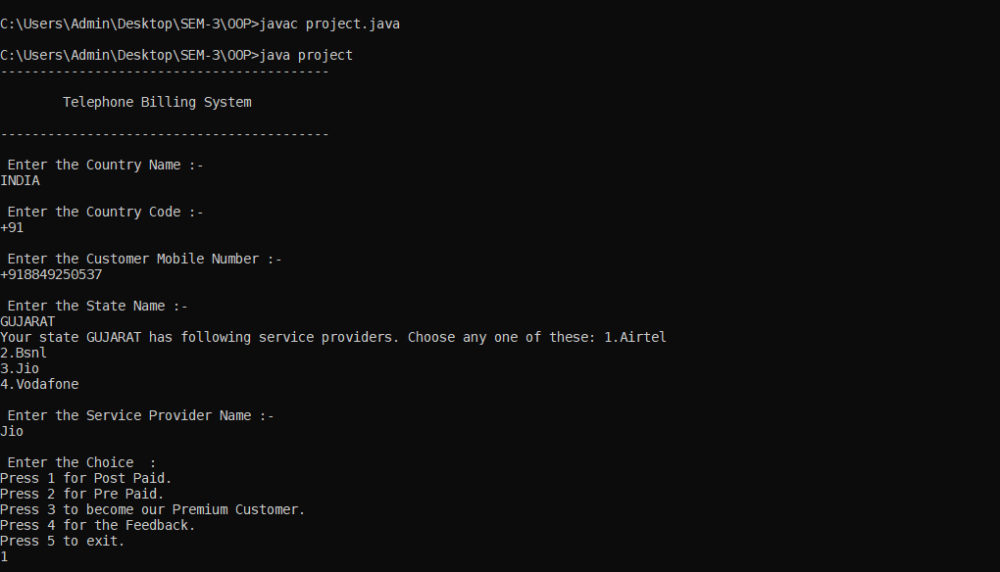 C:\Users\Admin\Desktop\SEM-3\OOP>javac project.java
C:\Users\Admin\Desktop\SEM-3\OOP>java project
------------------------------------------
Telephone Billing System
------------------------------------------
Enter the Country Name :-
INDIA
Enter the Country Code :-
+91
Enter the Customer Mobile Number :-
+918849250537
Enter the State Name :-
GUJARAT
Your state GUJARAT has following service providers. Choose any one of these: 1.Airtel
2.Bsnl
3.Jio
4.Vodafone
Enter the Service Provider Name :-
Jio
Enter the Choice  :
Press 1 for Post Paid.
Press 2 for Pre Paid.
Press 3 to become our Premium Customer.
Press 4 for the Feedback.
Press 5 to exit.
1